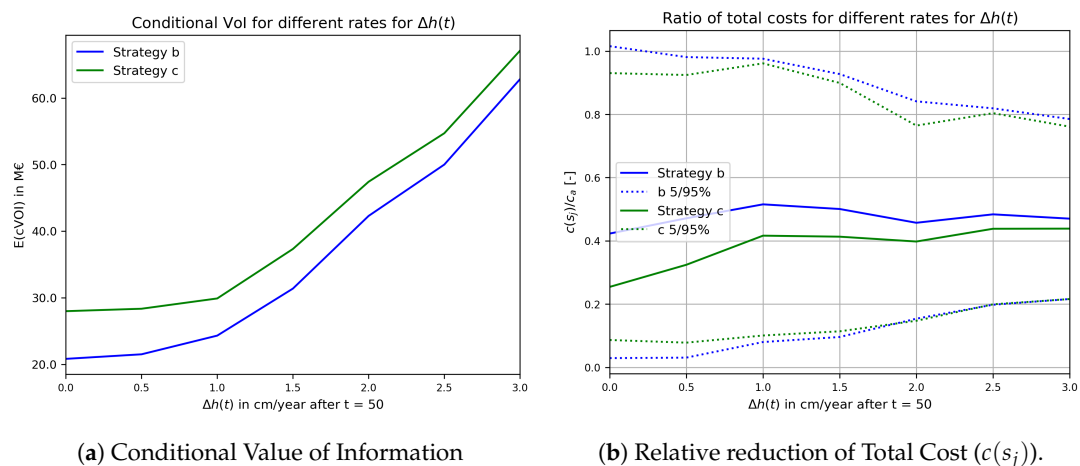 Conditional VoI for different rates for Δh(t)
Strategy b
Strategy c
E(cVOI) in M€
60.0
50.0
40.0
30.0
20.0
0.0 0.5 1.0 1.5 2.0 2.5 3.0
Δh(t) in cm/year after t = 50
(a) Conditional Value of Information
Ratio of total costs for different rates for Δh(t)
c(s_j)/c_a [-]
1.0
0.8
0.6
0.4
0.2
0.0
Strategy b
b 5/95%
Strategy c
c 5/95%
0.0 0.5 1.0 1.5 2.0 2.5 3.0
Δh(t) in cm/year after t = 50
(b) Relative reduction of Total Cost (c(s_j)).